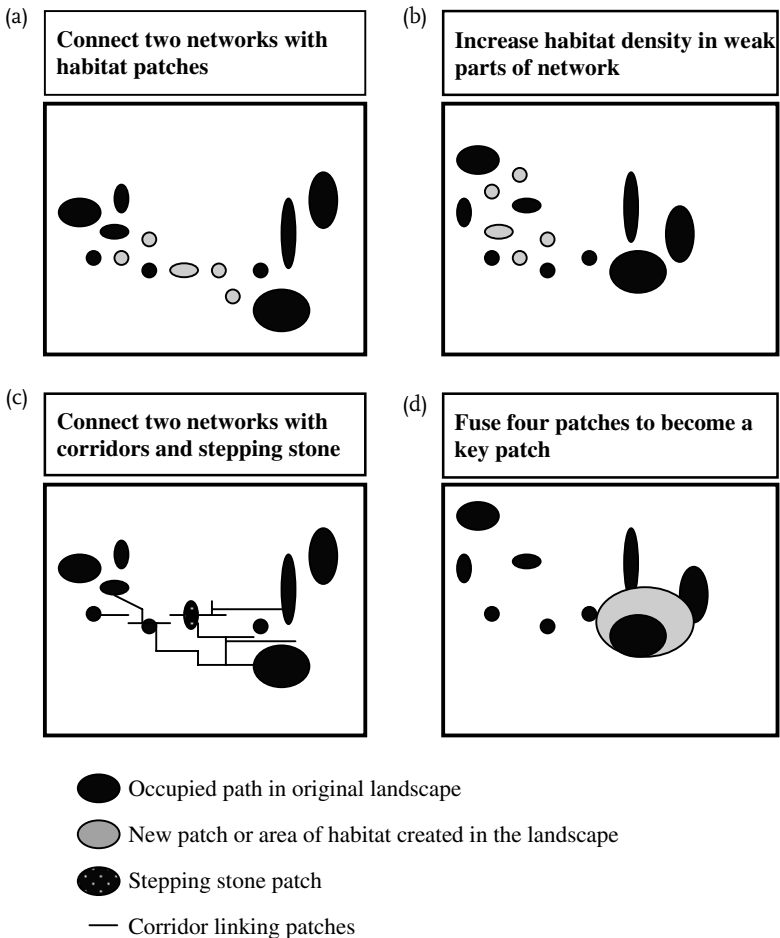 (a)
Connect two networks with
habitat patches
(b)
Increase habitat density in weak
parts of network
(c)
Connect two networks with
corridors and stepping stone
(d)
Fuse four patches to become a
key patch
Occupied path in original landscape
New patch or area of habitat created in the landscape
Stepping stone patch
Corridor linking patches